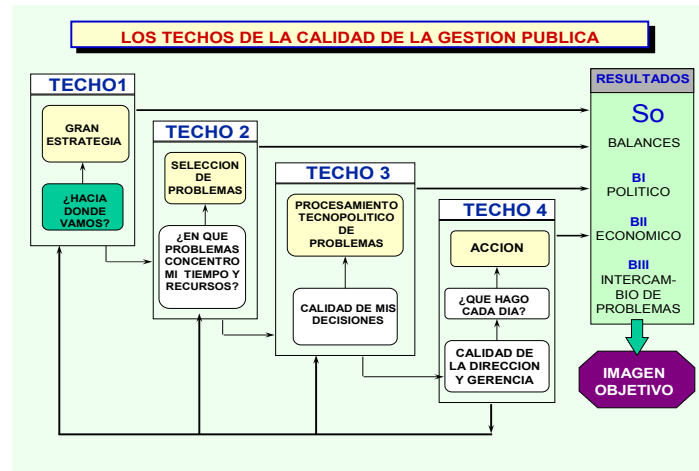 LOS TECHOS DE LA CALIDAD DE LA GESTION PUBLICA
TECHO1
GRAN
ESTRATEGIA
¿HACIA
DONDE
VAMOS?
TECHO 2
SELECCION
DE
PROBLEMAS
¿EN QUE
PROBLEMAS
CONCENTRO
MI TIEMPO Y
RECURSOS?
TECHO 3
PROCESAMIENTO
TECNOPOLITICO
DE
PROBLEMAS
CALIDAD DE MIS
DECISIONES
TECHO 4
ACCION
¿QUE HAGO
CADA DIA?
CALIDAD DE
LA DIRECCION
Y GERENCIA
RESULTADOS
So
BALANCES
BI
POLITICO
BII
ECONOMICO
BIII
INTERCAM-
BIO DE
PROBLEMAS
IMAGEN
OBJETIVO